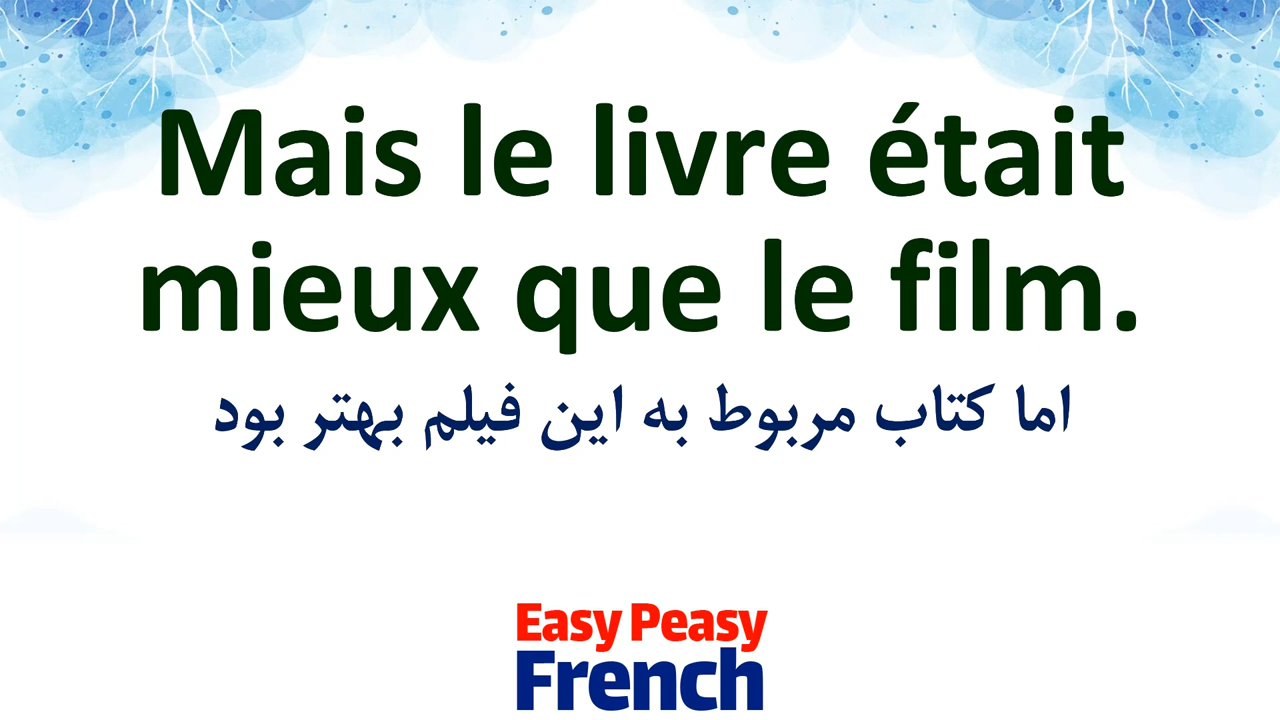 Mais le livre était
mieux que le film.
اما کتاب مربوط به این فیلم بهتر بود
Easy Peasy
French